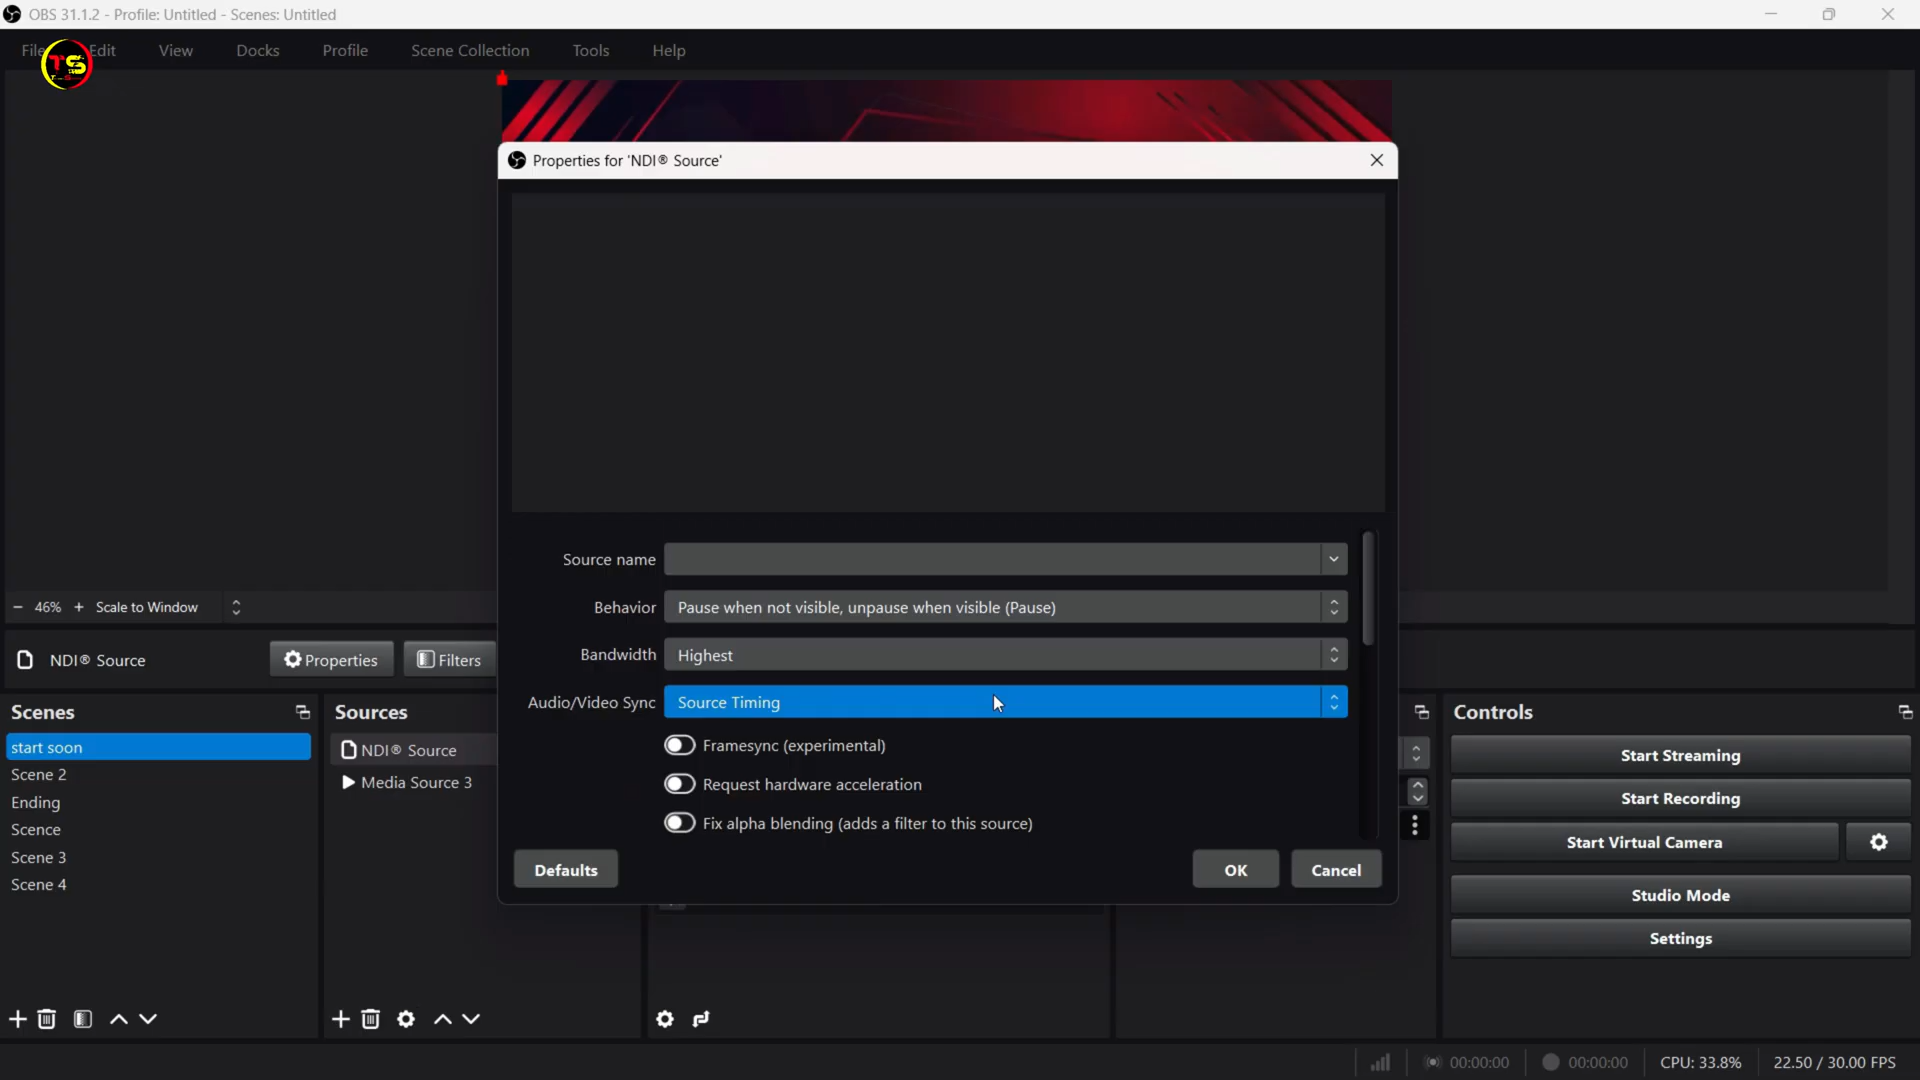 OBS 31.1.2 - Profile: Untitled - Scenes: Untitled
File Edit View Docks Profile Scene Collection Tools Help
TS
Properties for 'NDI® Source'
Source name
Behavior Pause when not visible, unpause when visible (Pause)
Bandwidth Highest
Audio/Video Sync Source Timing
Framesync (experimental)
Request hardware acceleration
Fix alpha blending (adds a filter to this source)
Defaults OK Cancel
46% Scale to Window
NDI® Source Properties Filters
Scenes
start soon
Scene 2
Ending
Scence
Scene 3
Scene 4
Sources
NDI® Source
Media Source 3
Controls
Start Streaming
Start Recording
Start Virtual Camera
Studio Mode
Settings
00:00:00 00:00:00 CPU: 33.8% 22.50 / 30.00 FPS